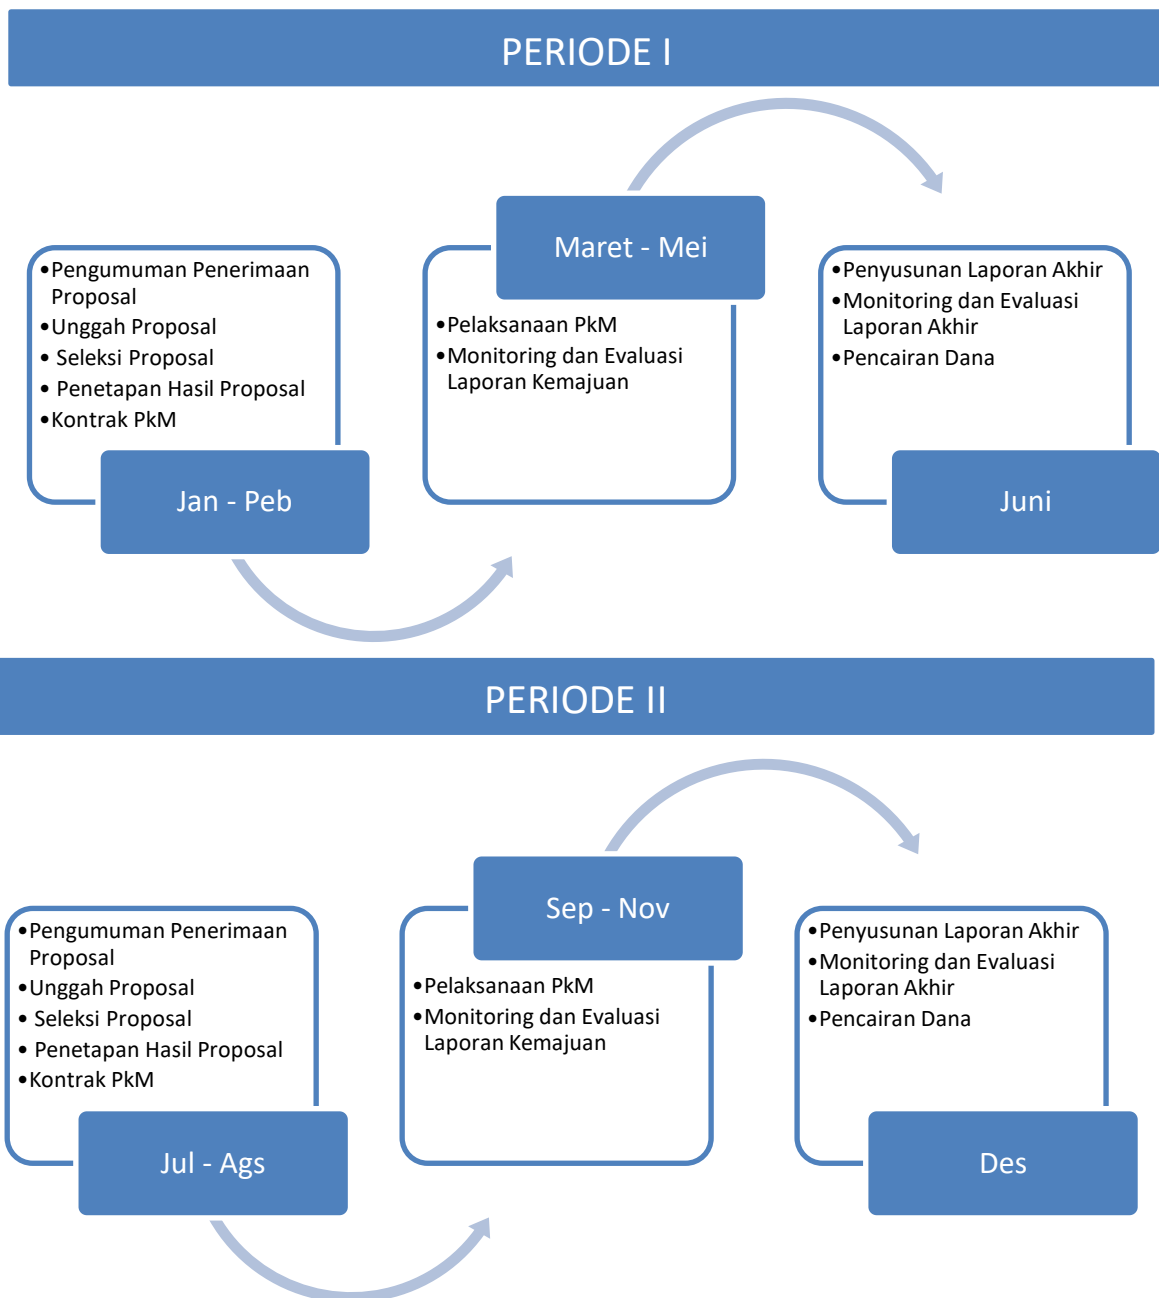 PERIODE I
•Pengumuman Penerimaan
Proposal
•Unggah Proposal
• Seleksi Proposal
• Penetapan Hasil Proposal
•Kontrak PkM
Jan - Peb
Maret - Mei
•Pelaksanaan PkM
•Monitoring dan Evaluasi
Laporan Kemajuan
•Penyusunan Laporan Akhir
•Monitoring dan Evaluasi
Laporan Akhir
•Pencairan Dana
Juni
PERIODE II
•Pengumuman Penerimaan
Proposal
•Unggah Proposal
• Seleksi Proposal
• Penetapan Hasil Proposal
•Kontrak PkM
Jul - Ags
Sep - Nov
•Pelaksanaan PkM
•Monitoring dan Evaluasi
Laporan Kemajuan
•Penyusunan Laporan Akhir
•Monitoring dan Evaluasi
Laporan Akhir
•Pencairan Dana
Des